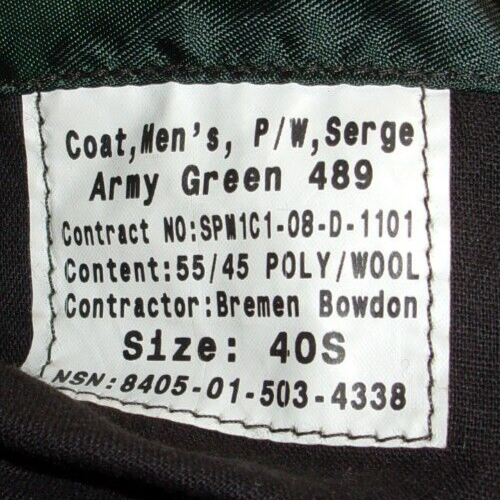 Coat,Men's, P/W,Serge
Army Green 489
Contract NO:SPM1C1-08-D-1101
Content:55/45 POLY/WOOL
Contractor:Bremen Bowdon
Size: 40S
NSN:8405-01-503-4338